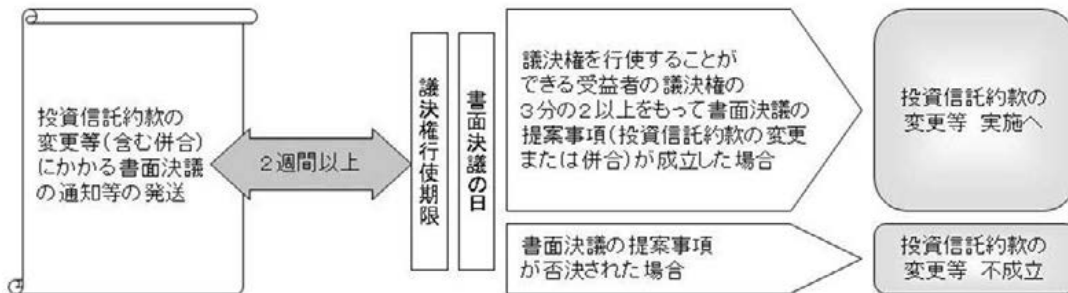 投資信託約款の
変更等(含む併合)
にかかる書面決議
の通知等の発送
2週間以上
議決権行使期限
書面決議の日
議決権を行使することが
できる受益者の議決権の
3分の2以上をもって書面決議の
提案事項(投資信託約款の変更
または併合)が成立した場合
投資信託約款の
変更等 実施へ
書面決議の提案事項
が否決された場合
投資信託約款の
変更等 不成立